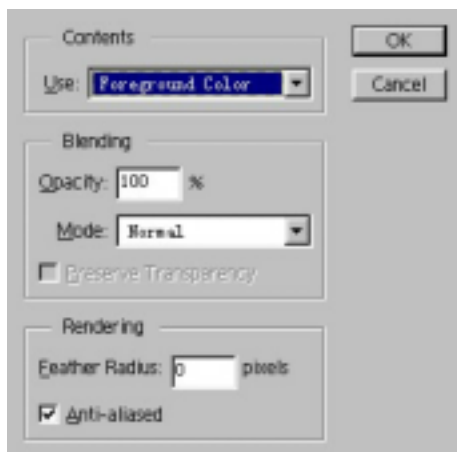 Contents
OK
Use: Foreground Color
Cancel
Blending
Opacity: 100 %
Mode: Normal
Preserve Transparency
Rendering
Feather Radius: 0 pixels
Anti-aliased